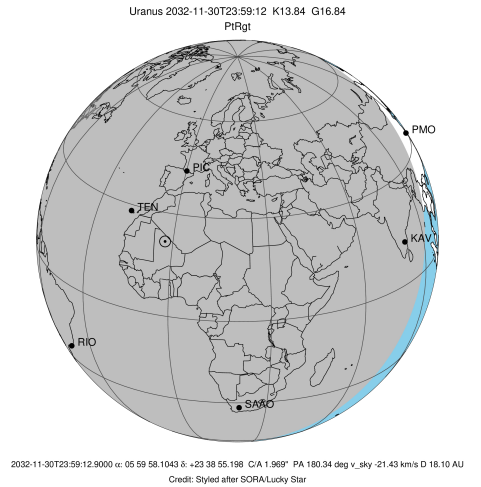 Uranus 2032-11-30T23:59:12 K13.84 G16.84
PtRgt
PMO
PIC
TEN
KAV
RIO
SAAO
2032-11-30T23:59:12.9000 α: 05 59 58.1043 δ: +23 38 55.198 C/A 1.969" PA 180.34 deg v_sky -21.43 km/s D 18.10 AU
Credit: Styled after SORA/Lucky Star